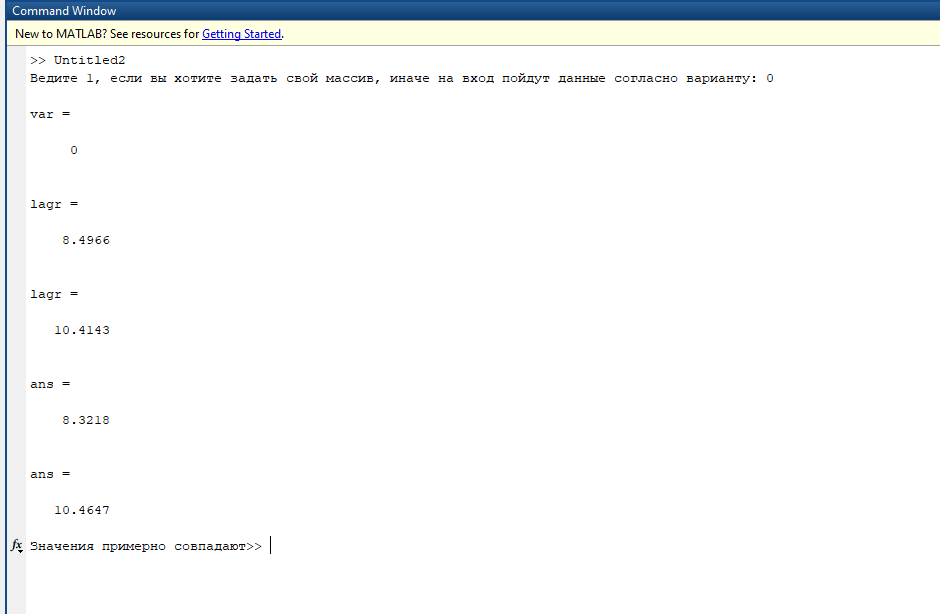 Command Window
New to MATLAB? See resources for Getting Started.
>> Untitled2
Ведите 1, если вы хотите задать свой массив, иначе на вход пойдут данные согласно варианту: 0
var =
0
lagr =
8.4966
lagr =
10.4143
ans =
8.3218
ans =
10.4647
fx Значения примерно совпадают>>